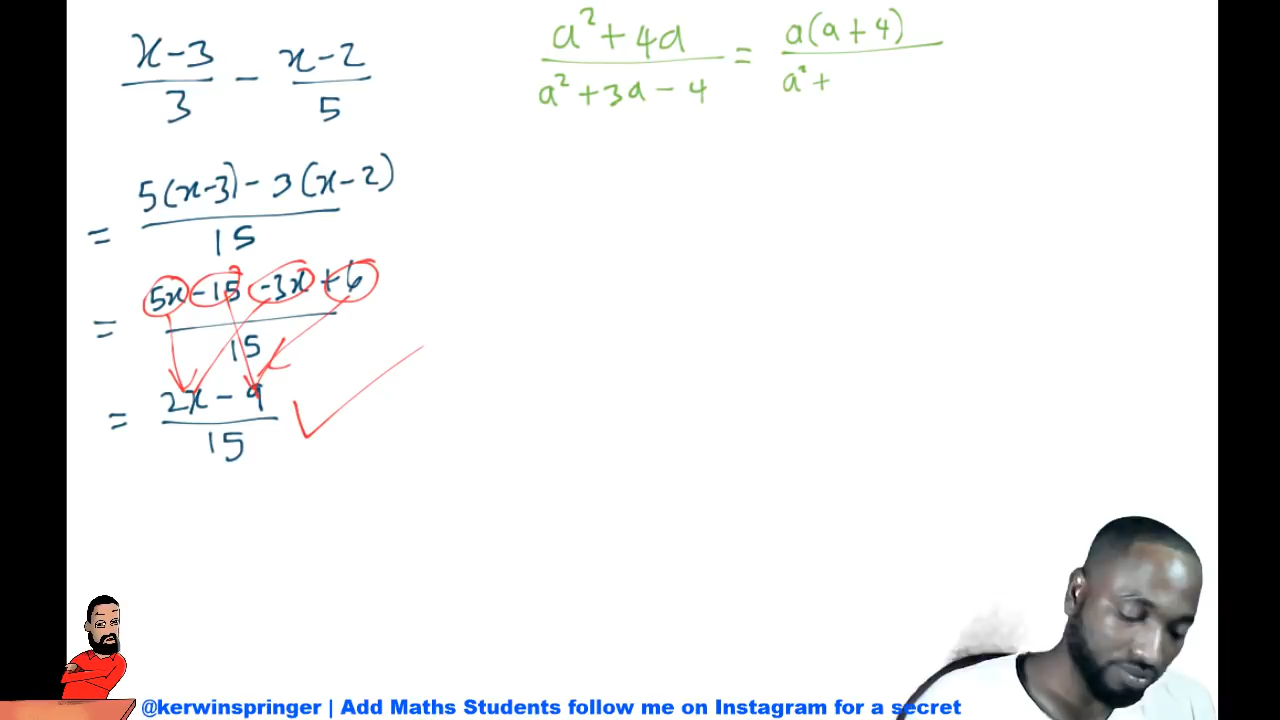 (x-3)/3 - (x-2)/5
= (5(x-3) - 3(x-2))/15
= (5x - 15 - 3x + 6)/15
= (2x - 9)/15
(a² + 4a)/(a² + 3a - 4) = a(a + 4)/(a² +
@kerwinspringer | Add Maths Students follow me on Instagram for a secret